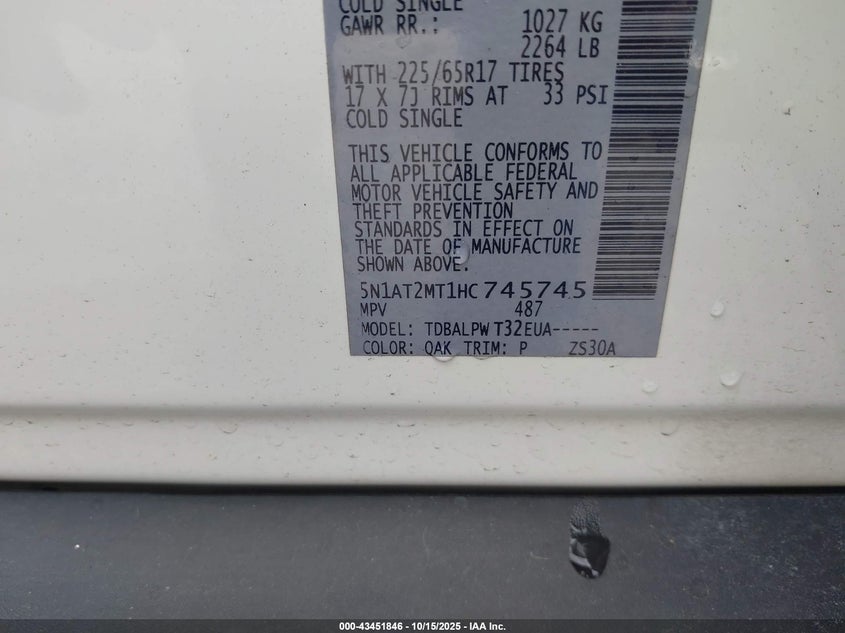 COLD SINGLE
GAWR RR.: 1027 KG
2264 LB
WITH 225/65R17 TIRES
17 X 7J RIMS AT 33 PSI
COLD SINGLE
THIS VEHICLE CONFORMS TO
ALL APPLICABLE FEDERAL
MOTOR VEHICLE SAFETY AND
THEFT PREVENTION
STANDARDS IN EFFECT ON
THE DATE OF MANUFACTURE
SHOWN ABOVE.
5N1AT2MT1HC745745
MPV 487
MODEL: TDBALPWT32EUA-----
COLOR: QAK TRIM: P ZS30A
000-43451846 - 10/15/2025 - IAA Inc.